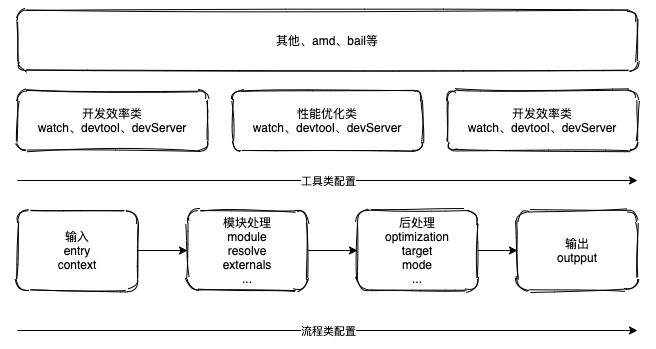 其他、amd、bail等
开发效率类
watch、devtool、devServer
性能优化类
watch、devtool、devServer
开发效率类
watch、devtool、devServer
工具类配置
输入
entry
context
模块处理
module
resolve
externals
...
后处理
optimization
target
mode
...
输出
outpput
流程类配置